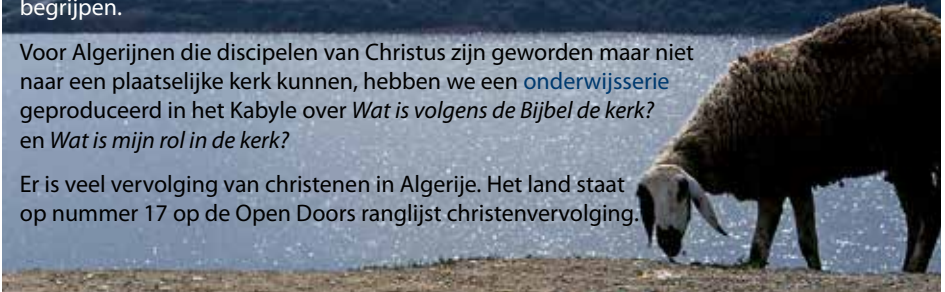 begrijpen.
Voor Algerijnen die discipelen van Christus zijn geworden maar niet
naar een plaatselijke kerk kunnen, hebben we een onderwijsserie
geproduceerd in het Kabyle over Wat is volgens de Bijbel de kerk?
en Wat is mijn rol in de kerk?
Er is veel vervolging van christenen in Algerije. Het land staat
op nummer 17 op de Open Doors ranglijst christenvervolging.